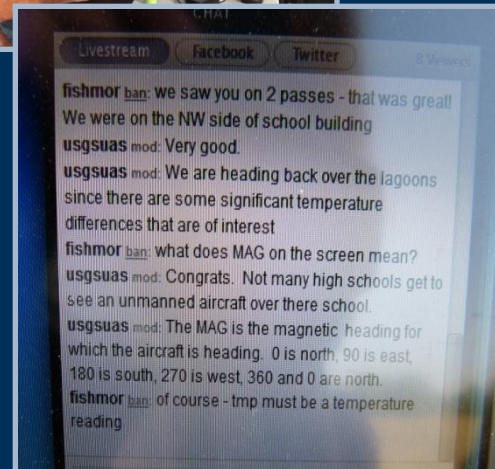 CHAT
Livestream Facebook Twitter 8 Viewers
fishmor ban: we saw you on 2 passes - that was great!
We were on the NW side of school building
usgsuas mod: Very good.
usgsuas mod: We are heading back over the lagoons
since there are some significant temperature
differences that are of interest
fishmor ban: what does MAG on the screen mean?
usgsuas mod: Congrats. Not many high schools get to
see an unmanned aircraft over there school.
usgsuas mod: The MAG is the magnetic heading for
which the aircraft is heading. 0 is north, 90 is east,
180 is south, 270 is west, 360 and 0 are north.
fishmor ban: of course - tmp must be a temperature
reading